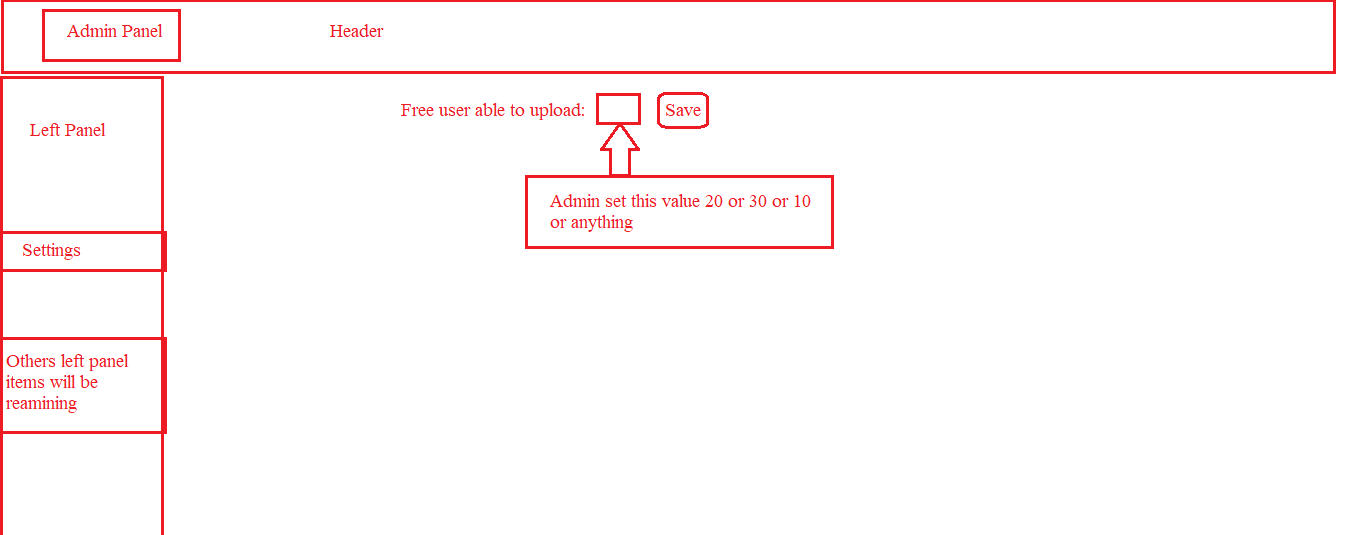 Admin Panel
Header
Left Panel
Free user able to upload:
Save
Admin set this value 20 or 30 or 10
or anything
Settings
Others left panel
items will be
reamining